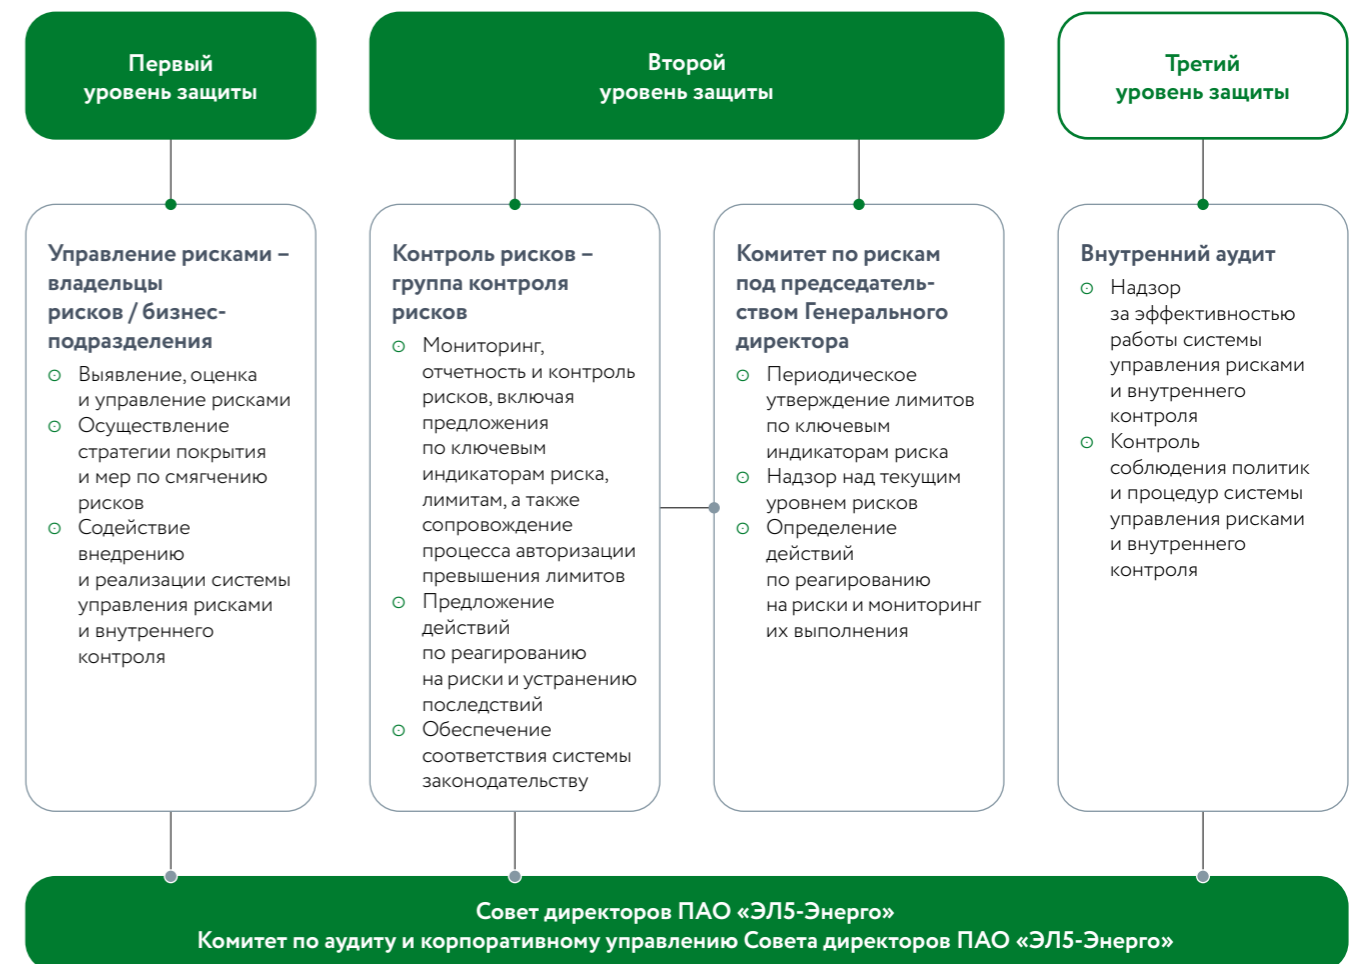 Первый
уровень защиты
Второй
уровень защиты
Третий
уровень защиты
Управление рисками –
владельцы
рисков / бизнес-
подразделения
Выявление, оценка
и управление рисками
Осуществление
стратегии покрытия
и мер по смягчению
рисков
Содействие
внедрению
и реализации системы
управления рисками
и внутреннего
контроля
Контроль рисков –
группа контроля
рисков
Мониторинг,
отчетность и контроль
рисков, включая
предложения
по ключевым
индикаторам риска,
лимитам, а также
сопровождение
процесса авторизации
превышения лимитов
Предложение
действий
по реагированию
на риски и устранению
последствий
Обеспечение
соответствия системы
законодательству
Комитет по рискам
под председатель-
ством Генерального
директора
Периодическое
утверждение лимитов
по ключевым
индикаторам риска
Надзор над текущим
уровнем рисков
Определение
действий
по реагированию
на риски и мониторинг
их выполнения
Внутренний аудит
Надзор
за эффективностью
работы системы
управления рисками
и внутреннего
контроля
Контроль
соблюдения политик
и процедур системы
управления рисками
и внутреннего
контроля
Совет директоров ПАО «ЭЛ5-Энерго»
Комитет по аудиту и корпоративному управлению Совета директоров ПАО «ЭЛ5-Энерго»